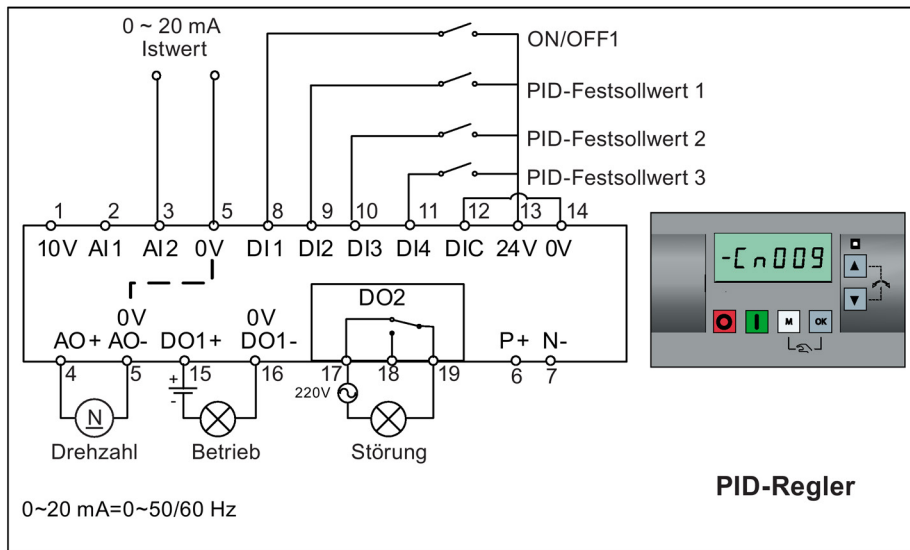 0 ~ 20 mA
Istwert
ON/OFF1
PID-Festsollwert 1
PID-Festsollwert 2
PID-Festsollwert 3
1 2 3 5 8 9 10 11 12 13 14
10V AI1 AI2 0V DI1 DI2 DI3 DI4 DIC 24V 0V
-Cn009
M OK
DO2
0V 0V
AO+ AO- DO1+ DO1- P+ N-
4 5 15 16 17 18 19 6 7
+
-
220V
N
Drehzahl Betrieb Störung
PID-Regler
0~20 mA=0~50/60 Hz